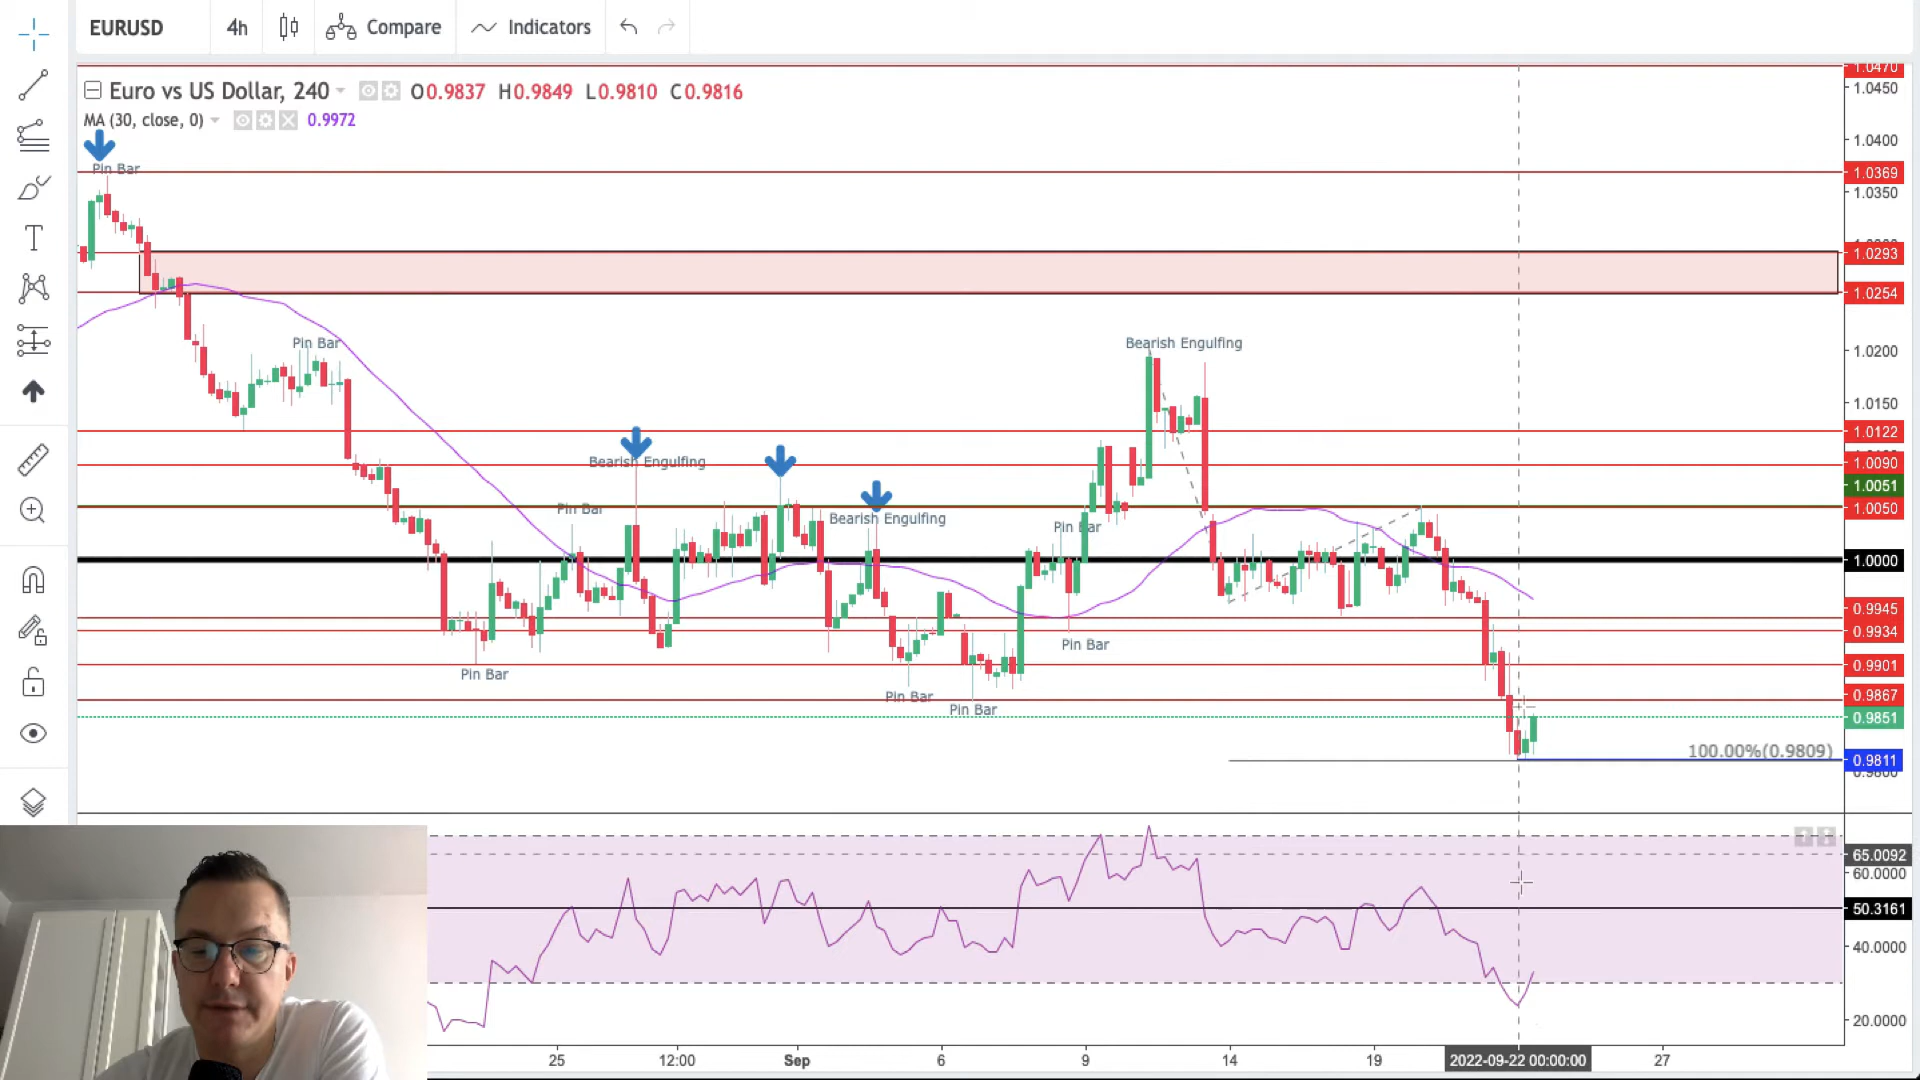 EURUSD 4h Compare Indicators
1.0470
Euro vs US Dollar, 240 O0.9837 H0.9849 L0.9810 C0.9816
1.0450
MA (30, close, 0) 0.9972
1.0400
Pin Bar
1.0369
1.0350
1.0293
1.0254
Pin Bar
Bearish Engulfing
1.0200
1.0150
1.0122
Bearish Engulfing
1.0090
1.0051
Pin Bar
1.0050
Bearish Engulfing
Pin Bar
1.0000
0.9945
0.9934
Pin Bar
0.9901
Pin Bar
Pin Bar
0.9867
Pin Bar
0.9851
100.00%(0.9809)
0.9811
0.9800
65.0092
60.0000
50.3161
40.0000
20.0000
25 12:00 Sep 6 9 14 19 2022-09-22 00:00:00 27